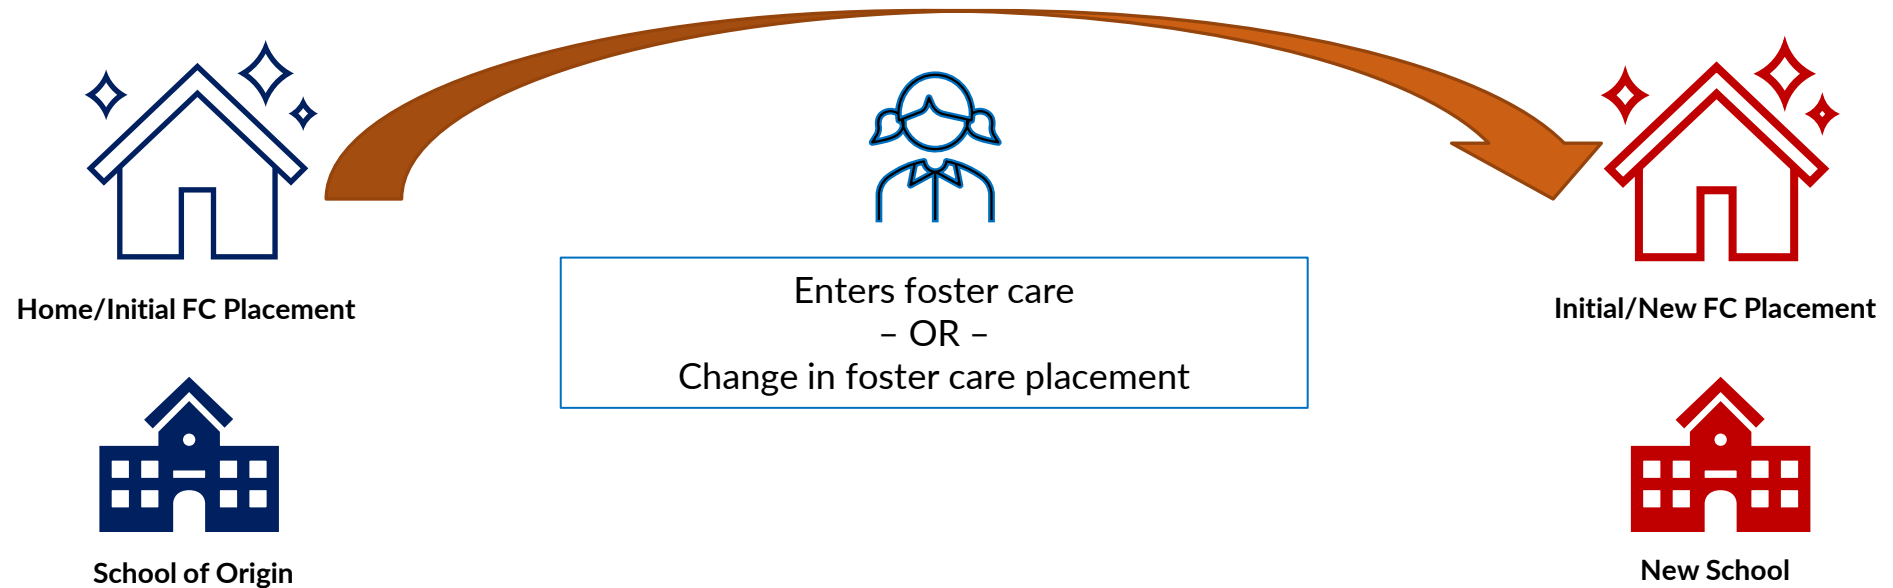 Home/Initial FC Placement
School of Origin
Enters foster care
– OR –
Change in foster care placement
Initial/New FC Placement
New School